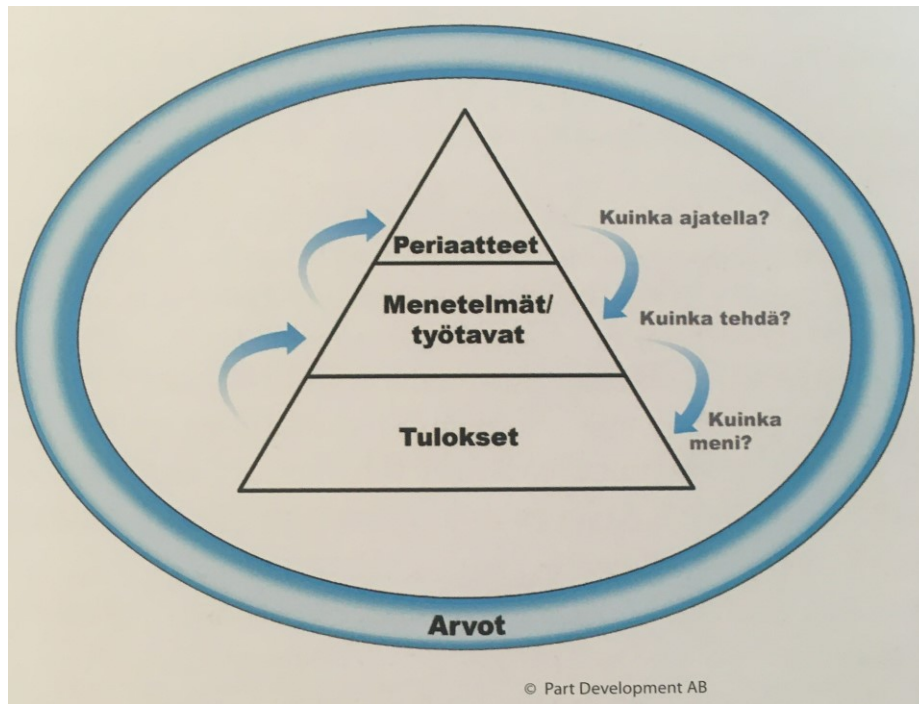 Kuinka ajatella?
Periaatteet
Menetelmät/
työtavat
Kuinka tehdä?
Kuinka
meni?
Tulokset
Arvot
© Part Development AB